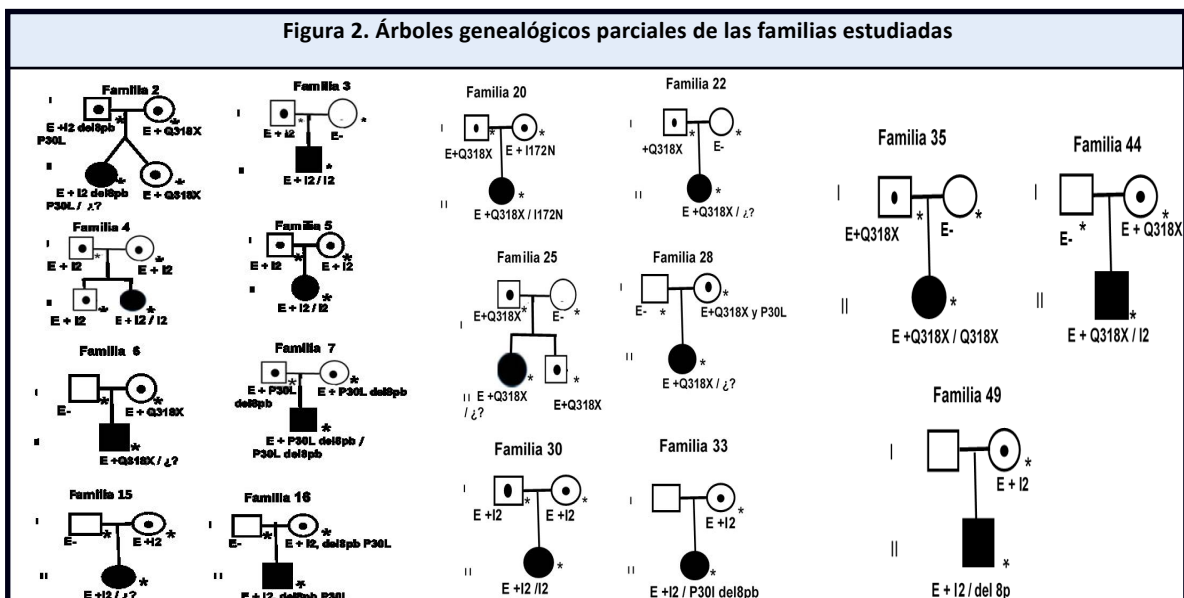 Figura 2. Árboles genealógicos parciales de las familias estudiadas
Familia 2
I
E +I2 del8pb *
P30L
E + Q318X *
II
E + I2 del8pb *
P30L / ¿?
E + Q318X *
Familia 3
I
E + I2 *
E- *
E + I2 / I2 *
Familia 4
I
E + I2 *
E + I2 *
E + I2 *
E + I2 / I2 *
Familia 5
I
E + I2 *
E + I2 *
E + I2 / I2 *
Familia 6
I
E- *
E + Q318X *
E +Q318X / ¿? *
Familia 7
E + P30L *
del8pb
E + P30L del8pb *
E + P30L del8pb / *
P30L del8pb
Familia 15
I
E- *
E +I2 *
II
E +I2 / ¿? *
Familia 16
I
E- *
E + I2, del8pb P30L *
II
E + I2, del8pb P30L *
Familia 20
I
E+Q318X *
E + I172N *
II
E +Q318X / I172N *
Familia 22
I
+Q318X *
E- *
II
E +Q318X / ¿? *
Familia 25
I
E+Q318X *
E- *
II E +Q318X *
/ ¿?
E+Q318X *
Familia 28
I
E- *
E+Q318X y P30L *
II
E +Q318X / ¿? *
Familia 30
I
E +I2 *
E +I2 *
II
E +I2 /I2 *
Familia 33
I
E +I2 *
II
E +I2 / P30l del8pb *
Familia 35
I
E+Q318X *
E- *
II
E +Q318X / Q318X *
Familia 44
I
E- *
E + Q318X *
II
E + Q318X / I2 *
Familia 49
I
E + I2 *
II
E + I2 / del 8p *